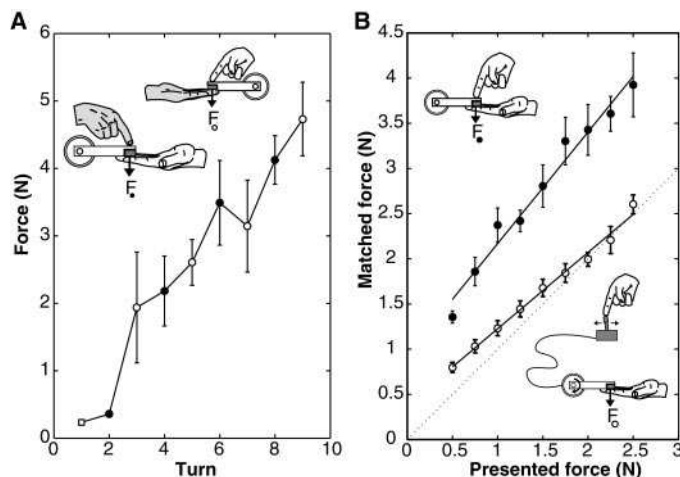 A
Force (N)
6
5
4
3
2
1
0
0 2 4 6 8 10
Turn
F
F
B
Matched force (N)
4.5
4
3.5
3
2.5
2
1.5
1
0.5
0
0 0.5 1 1.5 2 2.5 3
Presented force (N)
F
F